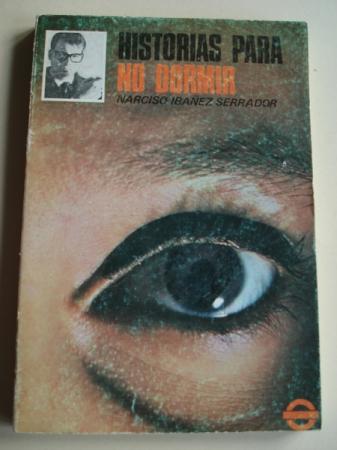 HISTORIAS PARA
NO DORMIR
NARCISO IBAÑEZ SERRADOR